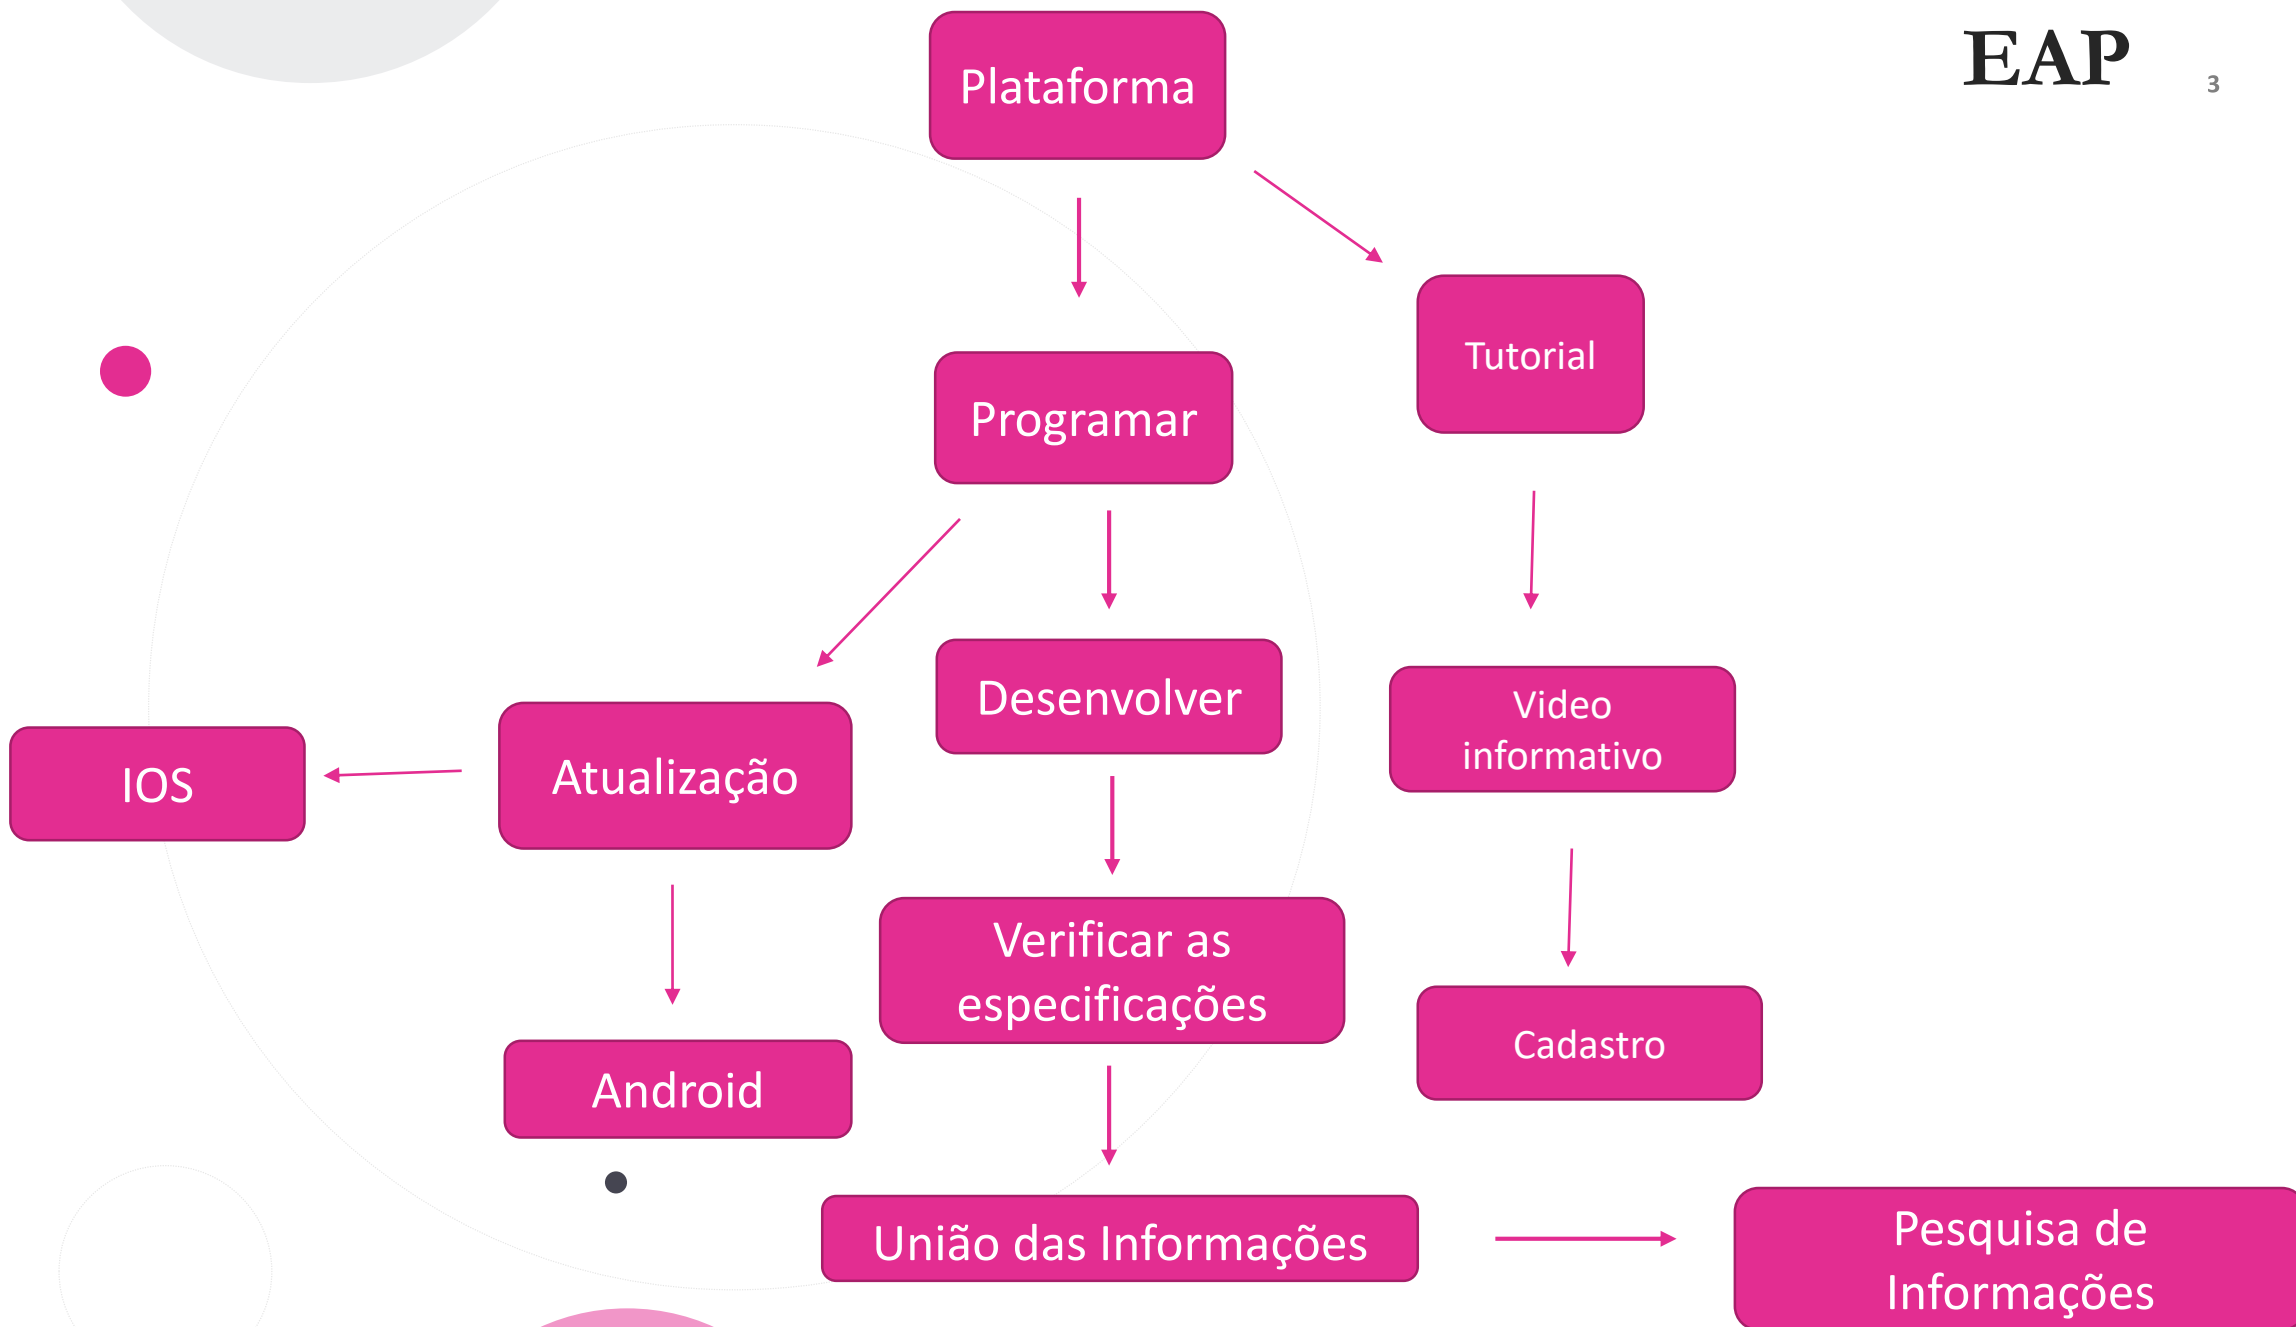 Plataforma
EAP
3
Tutorial
Programar
Desenvolver
Video
informativo
Atualização
IOS
Verificar as
especificações
Cadastro
Android
União das Informações
Pesquisa de
Informações